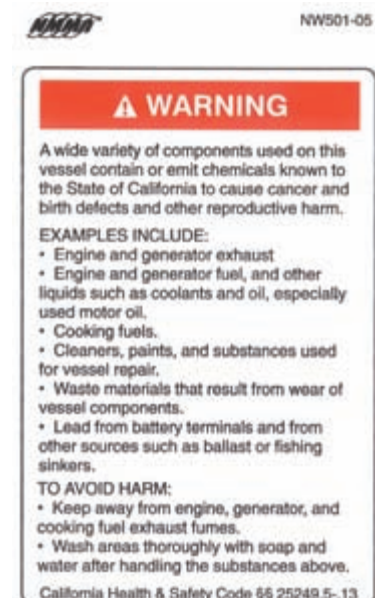 NMMA NW501-05
WARNING
A wide variety of components used on this
vessel contain or emit chemicals known to
the State of California to cause cancer and
birth defects and other reproductive harm.
EXAMPLES INCLUDE:
• Engine and generator exhaust
• Engine and generator fuel, and other
liquids such as coolants and oil, especially
used motor oil.
• Cooking fuels.
• Cleaners, paints, and substances used
for vessel repair.
• Waste materials that result from wear of
vessel components.
• Lead from battery terminals and from
other sources such as ballast or fishing
sinkers.
TO AVOID HARM:
• Keep away from engine, generator, and
cooking fuel exhaust fumes.
• Wash areas thoroughly with soap and
water after handling the substances above.
California Health & Safety Code §§ 25249.5-.13